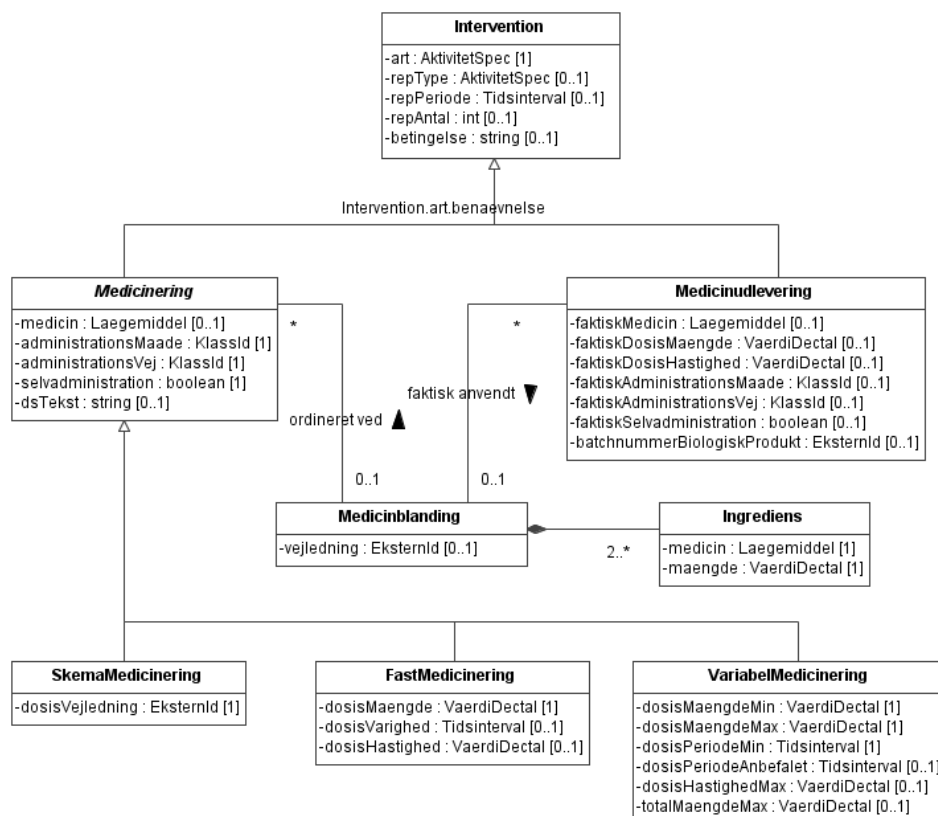 Intervention
-art : AktivitetSpec [1]
-repType : AktivitetSpec [0..1]
-repPeriode : Tidsinterval [0..1]
-repAntal : int [0..1]
-betingelse : string [0..1]
Intervention.art.benaevnelse
Medicinering
-medicin : Laegemiddel [0..1]
-administrationsMaade : KlassId [1]
-administrationsVej : KlassId [1]
-selvadministration : boolean [1]
-dsTekst : string [0..1]
*
ordineret ved
0..1
*
faktisk anvendt
0..1
Medicinudlevering
-faktiskMedicin : Laegemiddel [0..1]
-faktiskDosisMaengde : VaerdiDectal [0..1]
-faktiskDosisHastighed : VaerdiDectal [0..1]
-faktiskAdministrationsMaade : KlassId [0..1]
-faktiskAdministrationsVej : KlassId [0..1]
-faktiskSelvadministration : boolean [0..1]
-batchnummerBiologiskProdukt : EksternId [0..1]
Medicinblanding
-vejledning : EksternId [0..1]
2..*
Ingrediens
-medicin : Laegemiddel [1]
-maengde : VaerdiDectal [1]
SkemaMedicinering
-dosisVejledning : EksternId [1]
FastMedicinering
-dosisMaengde : VaerdiDectal [1]
-dosisVarighed : Tidsinterval [0..1]
-dosisHastighed : VaerdiDectal [0..1]
VariabelMedicinering
-dosisMaengdeMin : VaerdiDectal [1]
-dosisMaengdeMax : VaerdiDectal [1]
-dosisPeriodeMin : Tidsinterval [1]
-dosisPeriodeAnbefalet : Tidsinterval [0..1]
-dosisHastighedMax : VaerdiDectal [0..1]
-totalMaengdeMax : VaerdiDectal [0..1]